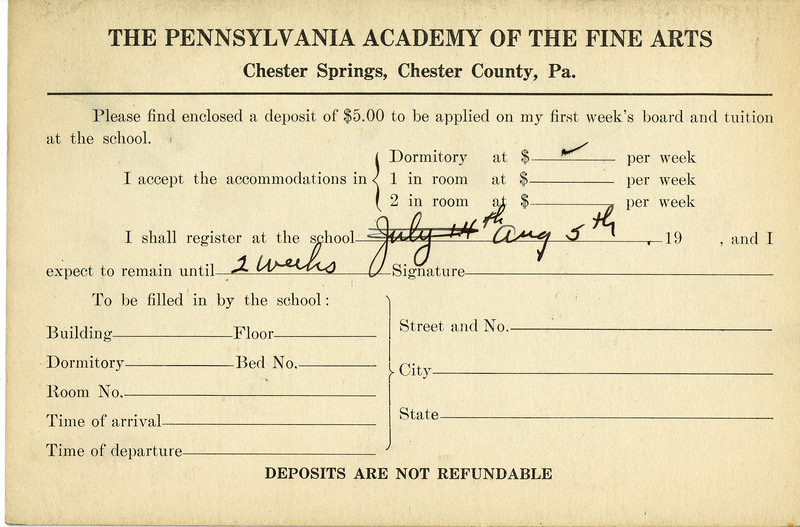 THE PENNSYLVANIA ACADEMY OF THE FINE ARTS
Chester Springs, Chester County, Pa.
Please find enclosed a deposit of $5.00 to be applied on my first week's board and tuition
at the school.
I accept the accommodations in { Dormitory at $ ✓ per week
1 in room at $ per week
2 in room at $ per week
I shall register at the school July 14th Aug 5th, 19 , and I
expect to remain until 2 weeks Signature
To be filled in by the school:
Building Floor
Dormitory Bed No.
Room No.
Time of arrival
Time of departure
Street and No.
City
State
DEPOSITS ARE NOT REFUNDABLE